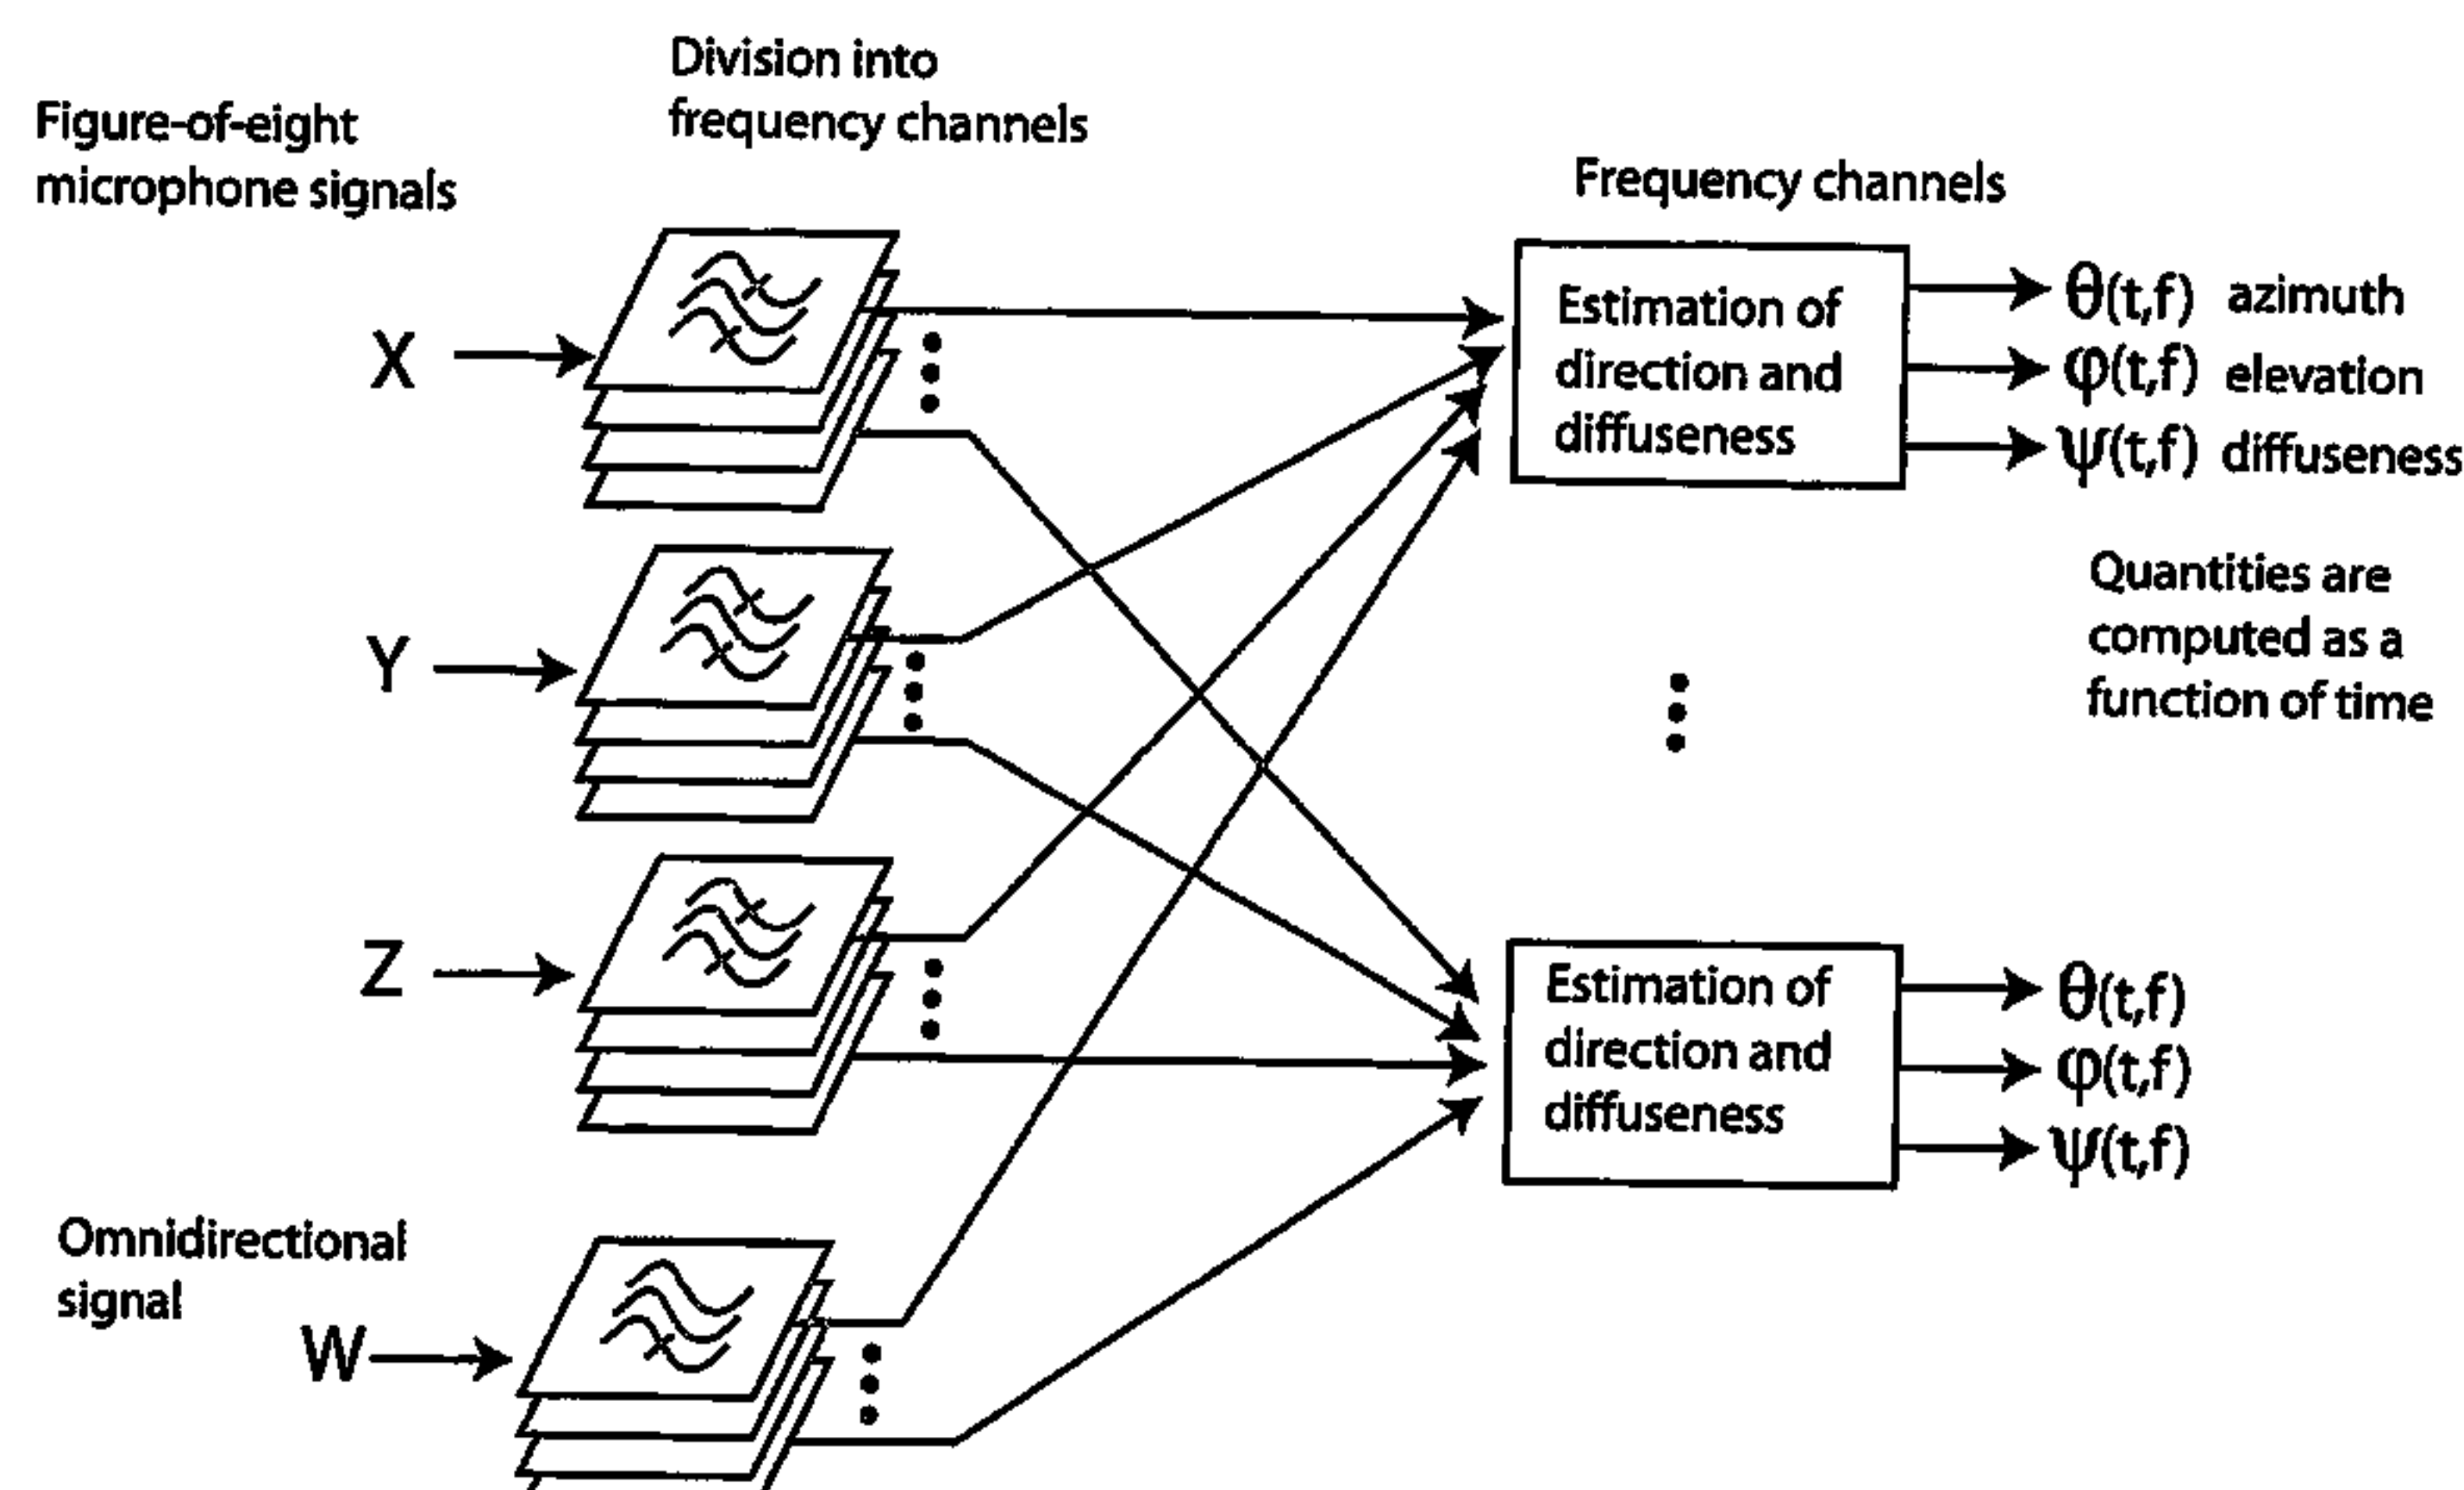 Figure-of-eight
microphone signals
Division into
frequency channels
Frequency channels
X
Y
Z
Omnidirectional
signal
W
Estimation of
direction and
diffuseness
θ(t,f) azimuth
φ(t,f) elevation
ψ(t,f) diffuseness
Quantities are
computed as a
function of time
Estimation of
direction and
diffuseness
θ(t,f)
φ(t,f)
ψ(t,f)